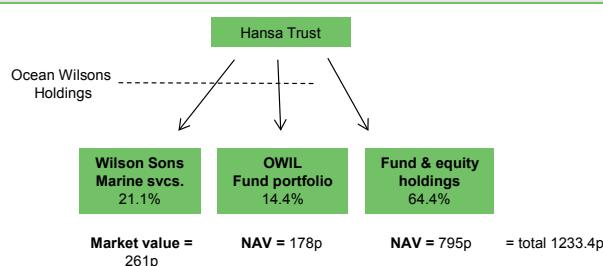 Hansa Trust
Ocean Wilsons
Holdings
Wilson Sons
Marine svcs.
21.1%
OWIL
Fund portfolio
14.4%
Fund & equity
holdings
64.4%
Market value =
261p
NAV = 178p
NAV = 795p
= total 1233.4p